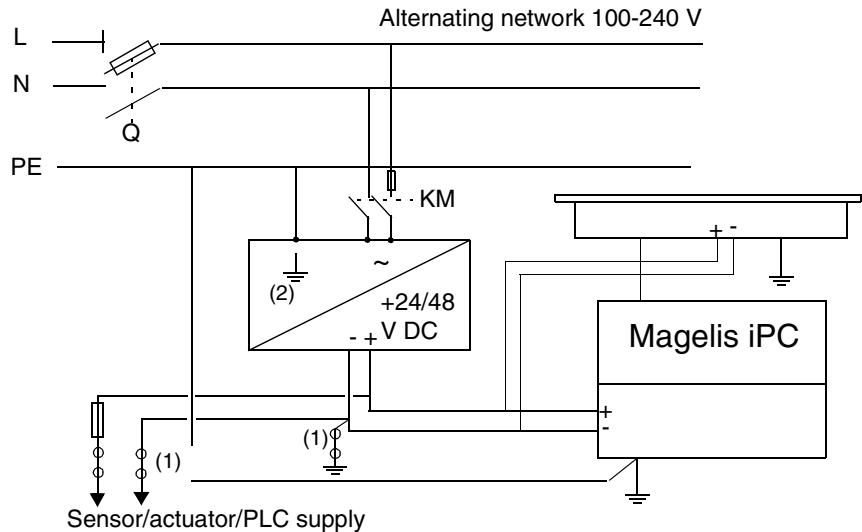 Alternating network 100-240 V
L
N
Q
PE
KM
+ -
~
(2)
+24/48
V DC
- +
Magelis iPC
+
-
(1)
(1)
Sensor/actuator/PLC supply